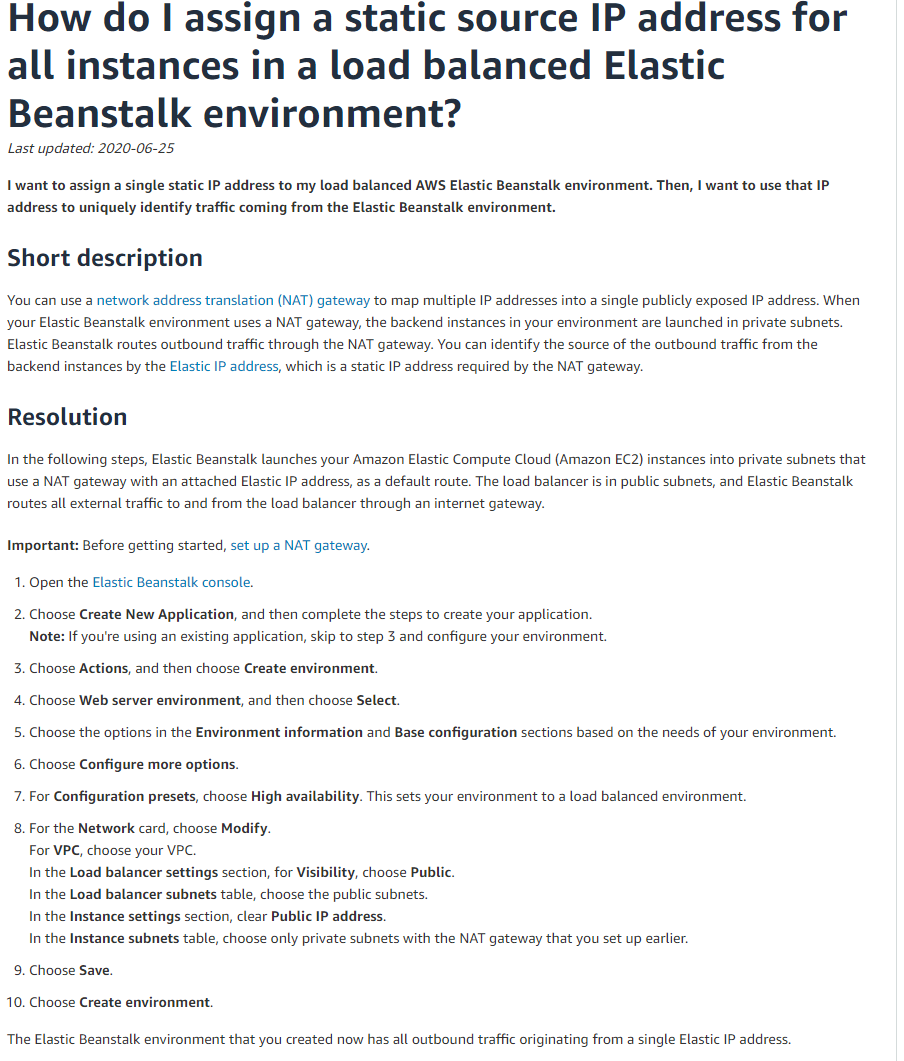 How do I assign a static source IP address for
all instances in a load balanced Elastic
Beanstalk environment?
Last updated: 2020-06-25
I want to assign a single static IP address to my load balanced AWS Elastic Beanstalk environment. Then, I want to use that IP
address to uniquely identify traffic coming from the Elastic Beanstalk environment.
Short description
You can use a network address translation (NAT) gateway to map multiple IP addresses into a single publicly exposed IP address. When
your Elastic Beanstalk environment uses a NAT gateway, the backend instances in your environment are launched in private subnets.
Elastic Beanstalk routes outbound traffic through the NAT gateway. You can identify the source of the outbound traffic from the
backend instances by the Elastic IP address, which is a static IP address required by the NAT gateway.
Resolution
In the following steps, Elastic Beanstalk launches your Amazon Elastic Compute Cloud (Amazon EC2) instances into private subnets that
use a NAT gateway with an attached Elastic IP address, as a default route. The load balancer is in public subnets, and Elastic Beanstalk
routes all external traffic to and from the load balancer through an internet gateway.
Important: Before getting started, set up a NAT gateway.
1. Open the Elastic Beanstalk console.
2. Choose Create New Application, and then complete the steps to create your application.
Note: If you're using an existing application, skip to step 3 and configure your environment.
3. Choose Actions, and then choose Create environment.
4. Choose Web server environment, and then choose Select.
5. Choose the options in the Environment information and Base configuration sections based on the needs of your environment.
6. Choose Configure more options.
7. For Configuration presets, choose High availability. This sets your environment to a load balanced environment.
8. For the Network card, choose Modify.
For VPC, choose your VPC.
In the Load balancer settings section, for Visibility, choose Public.
In the Load balancer subnets table, choose the public subnets.
In the Instance settings section, clear Public IP address.
In the Instance subnets table, choose only private subnets with the NAT gateway that you set up earlier.
9. Choose Save.
10. Choose Create environment.
The Elastic Beanstalk environment that you created now has all outbound traffic originating from a single Elastic IP address.